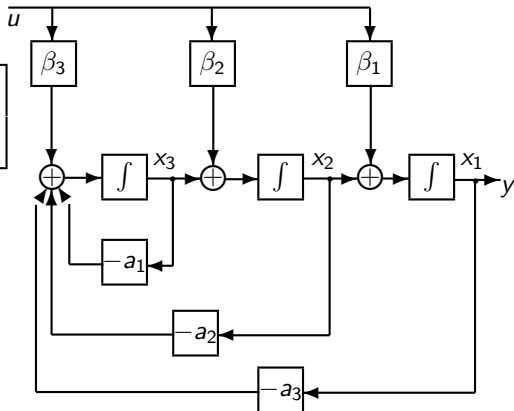 u
β₃ β₂ β₁
x₃ x₂ x₁
+ ∫ + ∫ + ∫ y
−a₁
−a₂
−a₃